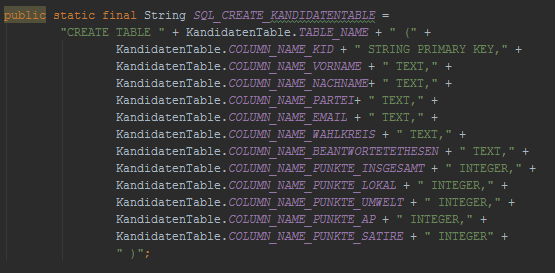 public static final String SQL_CREATE_KANDIDATENTABLE =
"CREATE TABLE " + KandidatenTable.TABLE_NAME + " (" +
KandidatenTable.COLUMN_NAME_KID + " STRING PRIMARY KEY," +
KandidatenTable.COLUMN_NAME_VORNAME + " TEXT," +
KandidatenTable.COLUMN_NAME_NACHNAME+ " TEXT," +
KandidatenTable.COLUMN_NAME_PARTEI+ " TEXT," +
KandidatenTable.COLUMN_NAME_EMAIL + " TEXT," +
KandidatenTable.COLUMN_NAME_WAHLKREIS + " TEXT," +
KandidatenTable.COLUMN_NAME_BEANTWORTETETHESEN + " TEXT," +
KandidatenTable.COLUMN_NAME_PUNKTE_INSGESAMT + " INTEGER," +
KandidatenTable.COLUMN_NAME_PUNKTE_LOKAL + " INTEGER," +
KandidatenTable.COLUMN_NAME_PUNKTE_UMWELT + " INTEGER," +
KandidatenTable.COLUMN_NAME_PUNKTE_AP + " INTEGER," +
KandidatenTable.COLUMN_NAME_PUNKTE_SATIRE + " INTEGER" +
" )";